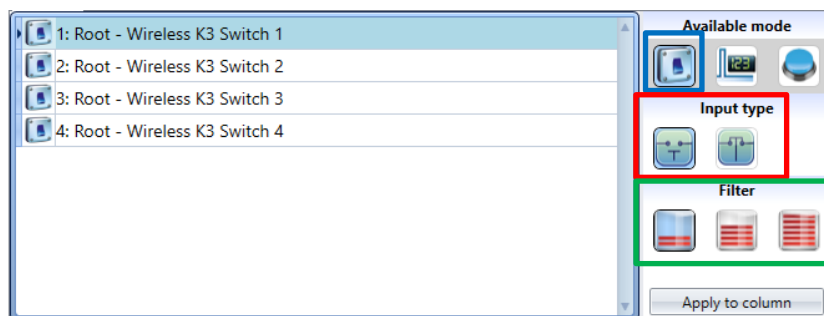 1: Root - Wireless K3 Switch 1
2: Root - Wireless K3 Switch 2
3: Root - Wireless K3 Switch 3
4: Root - Wireless K3 Switch 4
Available mode
123
Input type
Filter
Apply to column